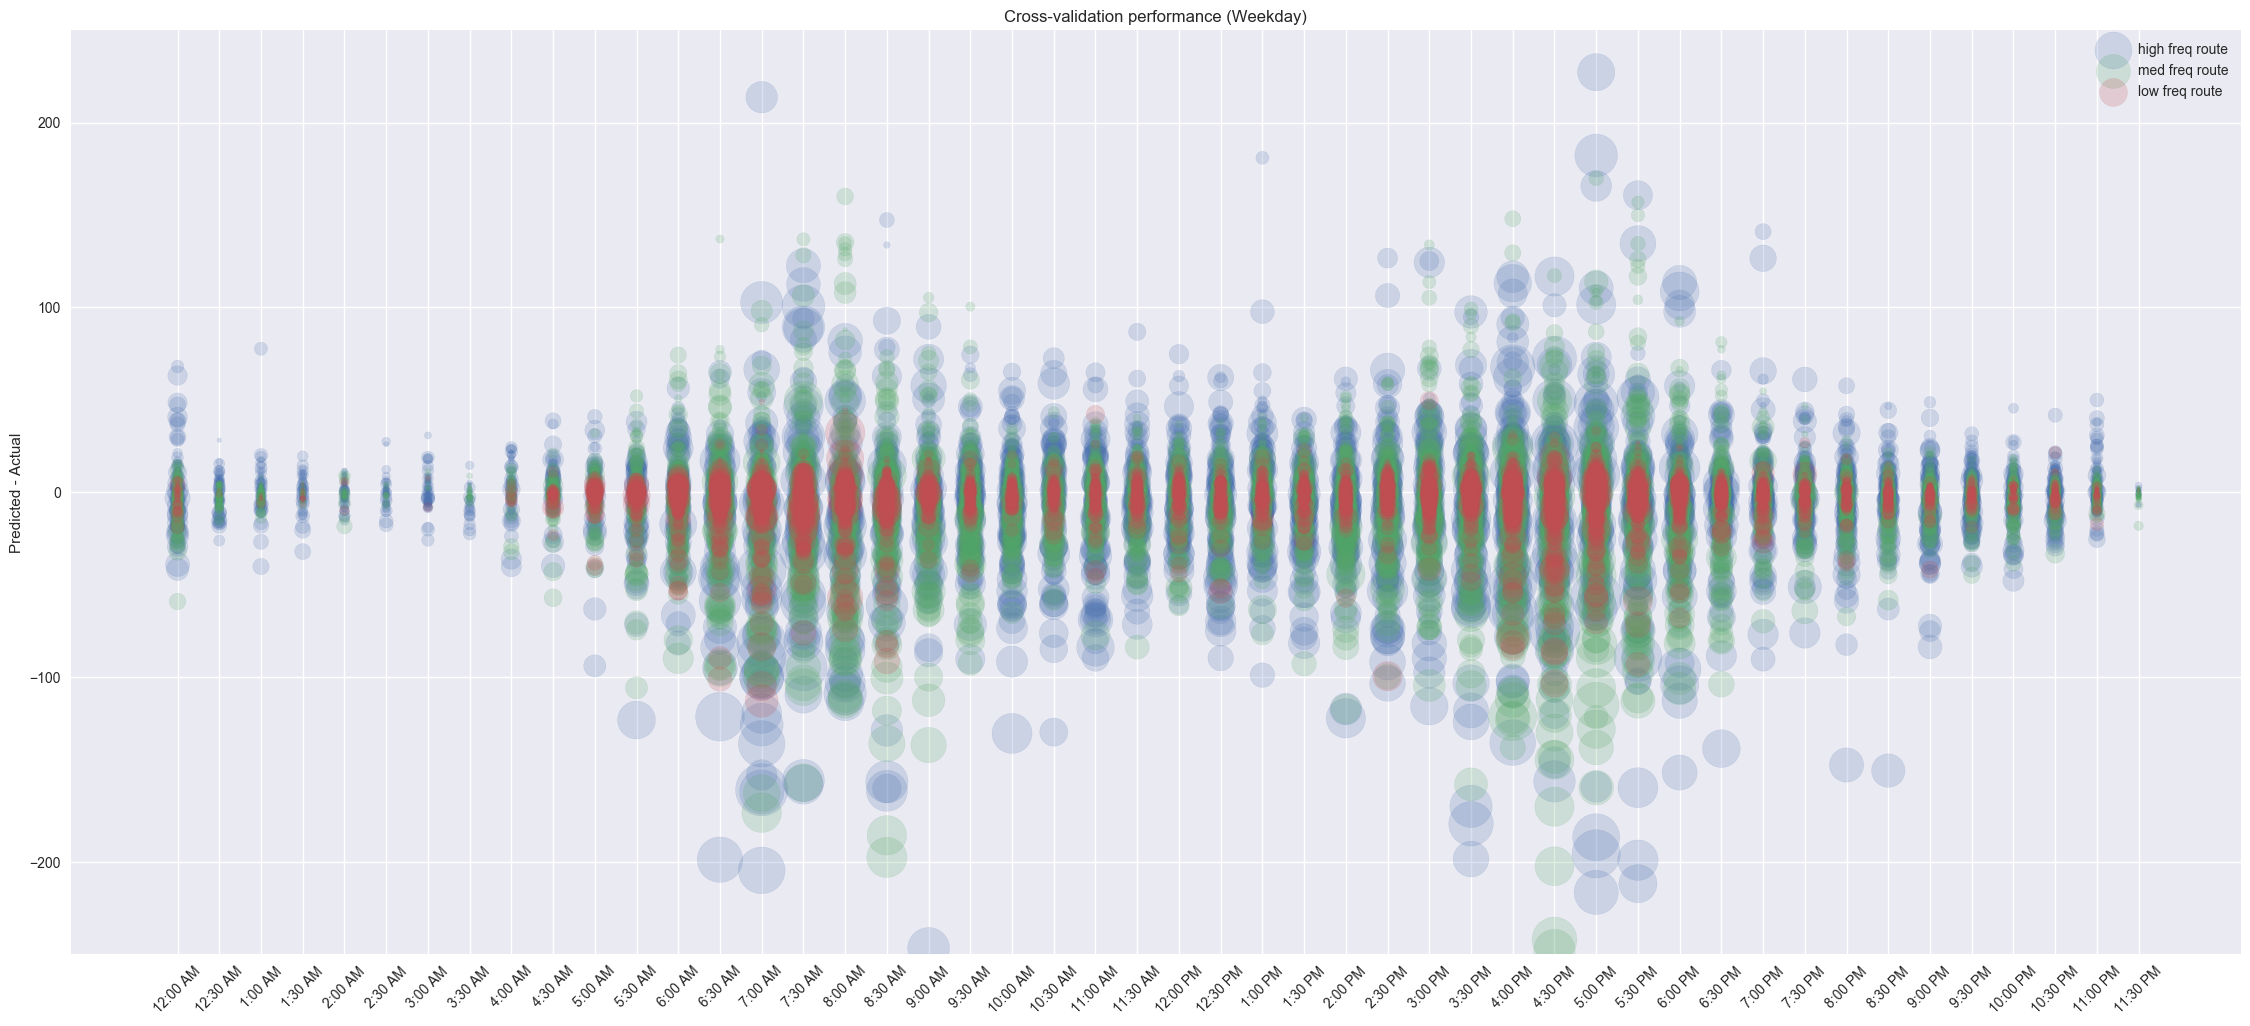 Cross-validation performance (Weekday)
high freq route
med freq route
low freq route
Predicted - Actual
200
100
0
−100
−200
12:00 AM
12:30 AM
1:00 AM
1:30 AM
2:00 AM
2:30 AM
3:00 AM
3:30 AM
4:00 AM
4:30 AM
5:00 AM
5:30 AM
6:00 AM
6:30 AM
7:00 AM
7:30 AM
8:00 AM
8:30 AM
9:00 AM
9:30 AM
10:00 AM
10:30 AM
11:00 AM
11:30 AM
12:00 PM
12:30 PM
1:00 PM
1:30 PM
2:00 PM
2:30 PM
3:00 PM
3:30 PM
4:00 PM
4:30 PM
5:00 PM
5:30 PM
6:00 PM
6:30 PM
7:00 PM
7:30 PM
8:00 PM
8:30 PM
9:00 PM
9:30 PM
10:00 PM
10:30 PM
11:00 PM
11:30 PM